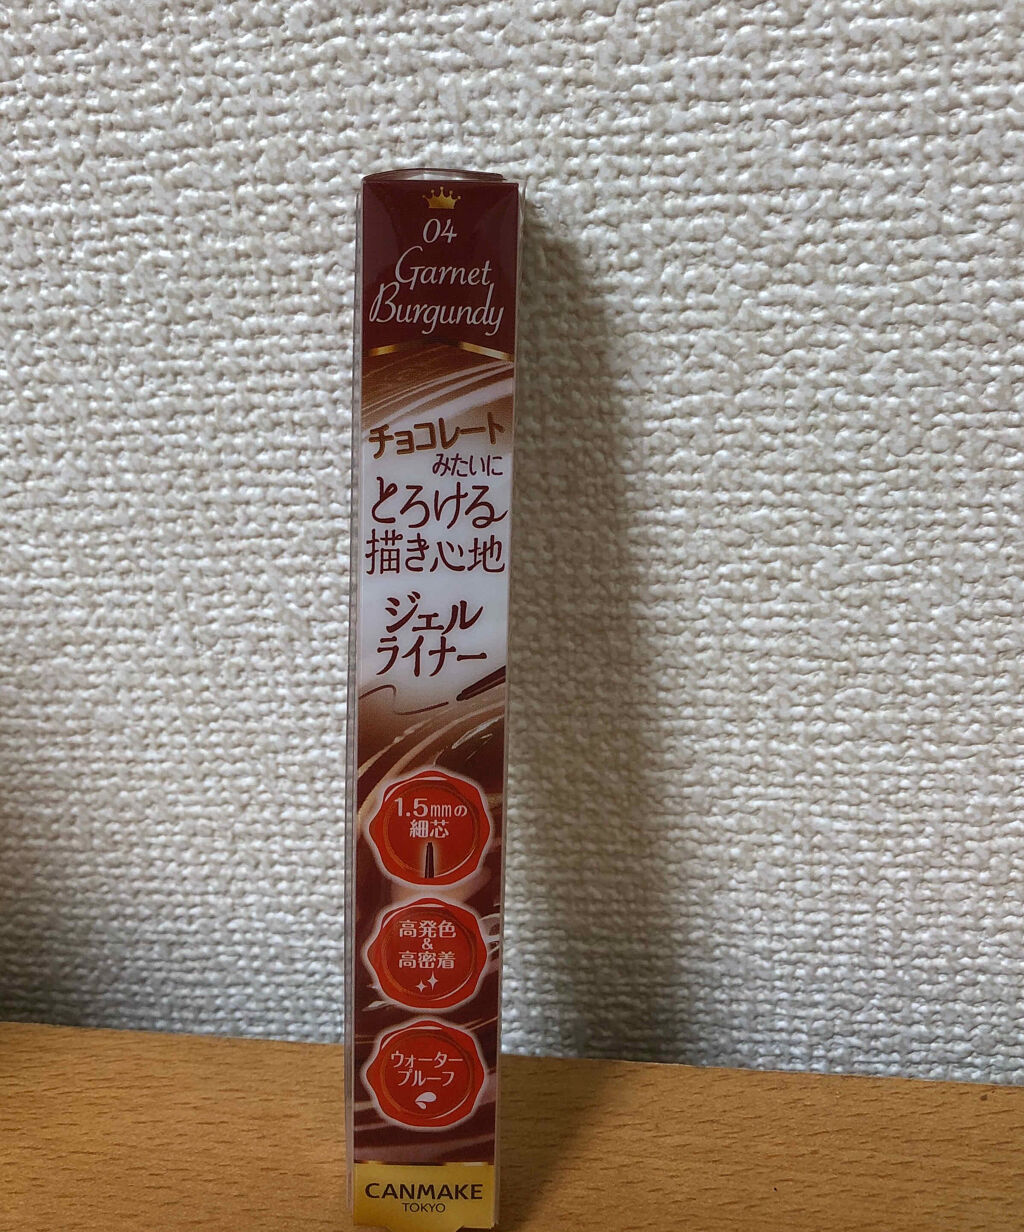 04
Garnet
Burgundy
チョコレート
みたいに
とろける
描き心地
ジェル
ライナー
1.5mmの
細芯
高発色
&
高密着
ウォーター
プルーフ
CANMAKE
TOKYO